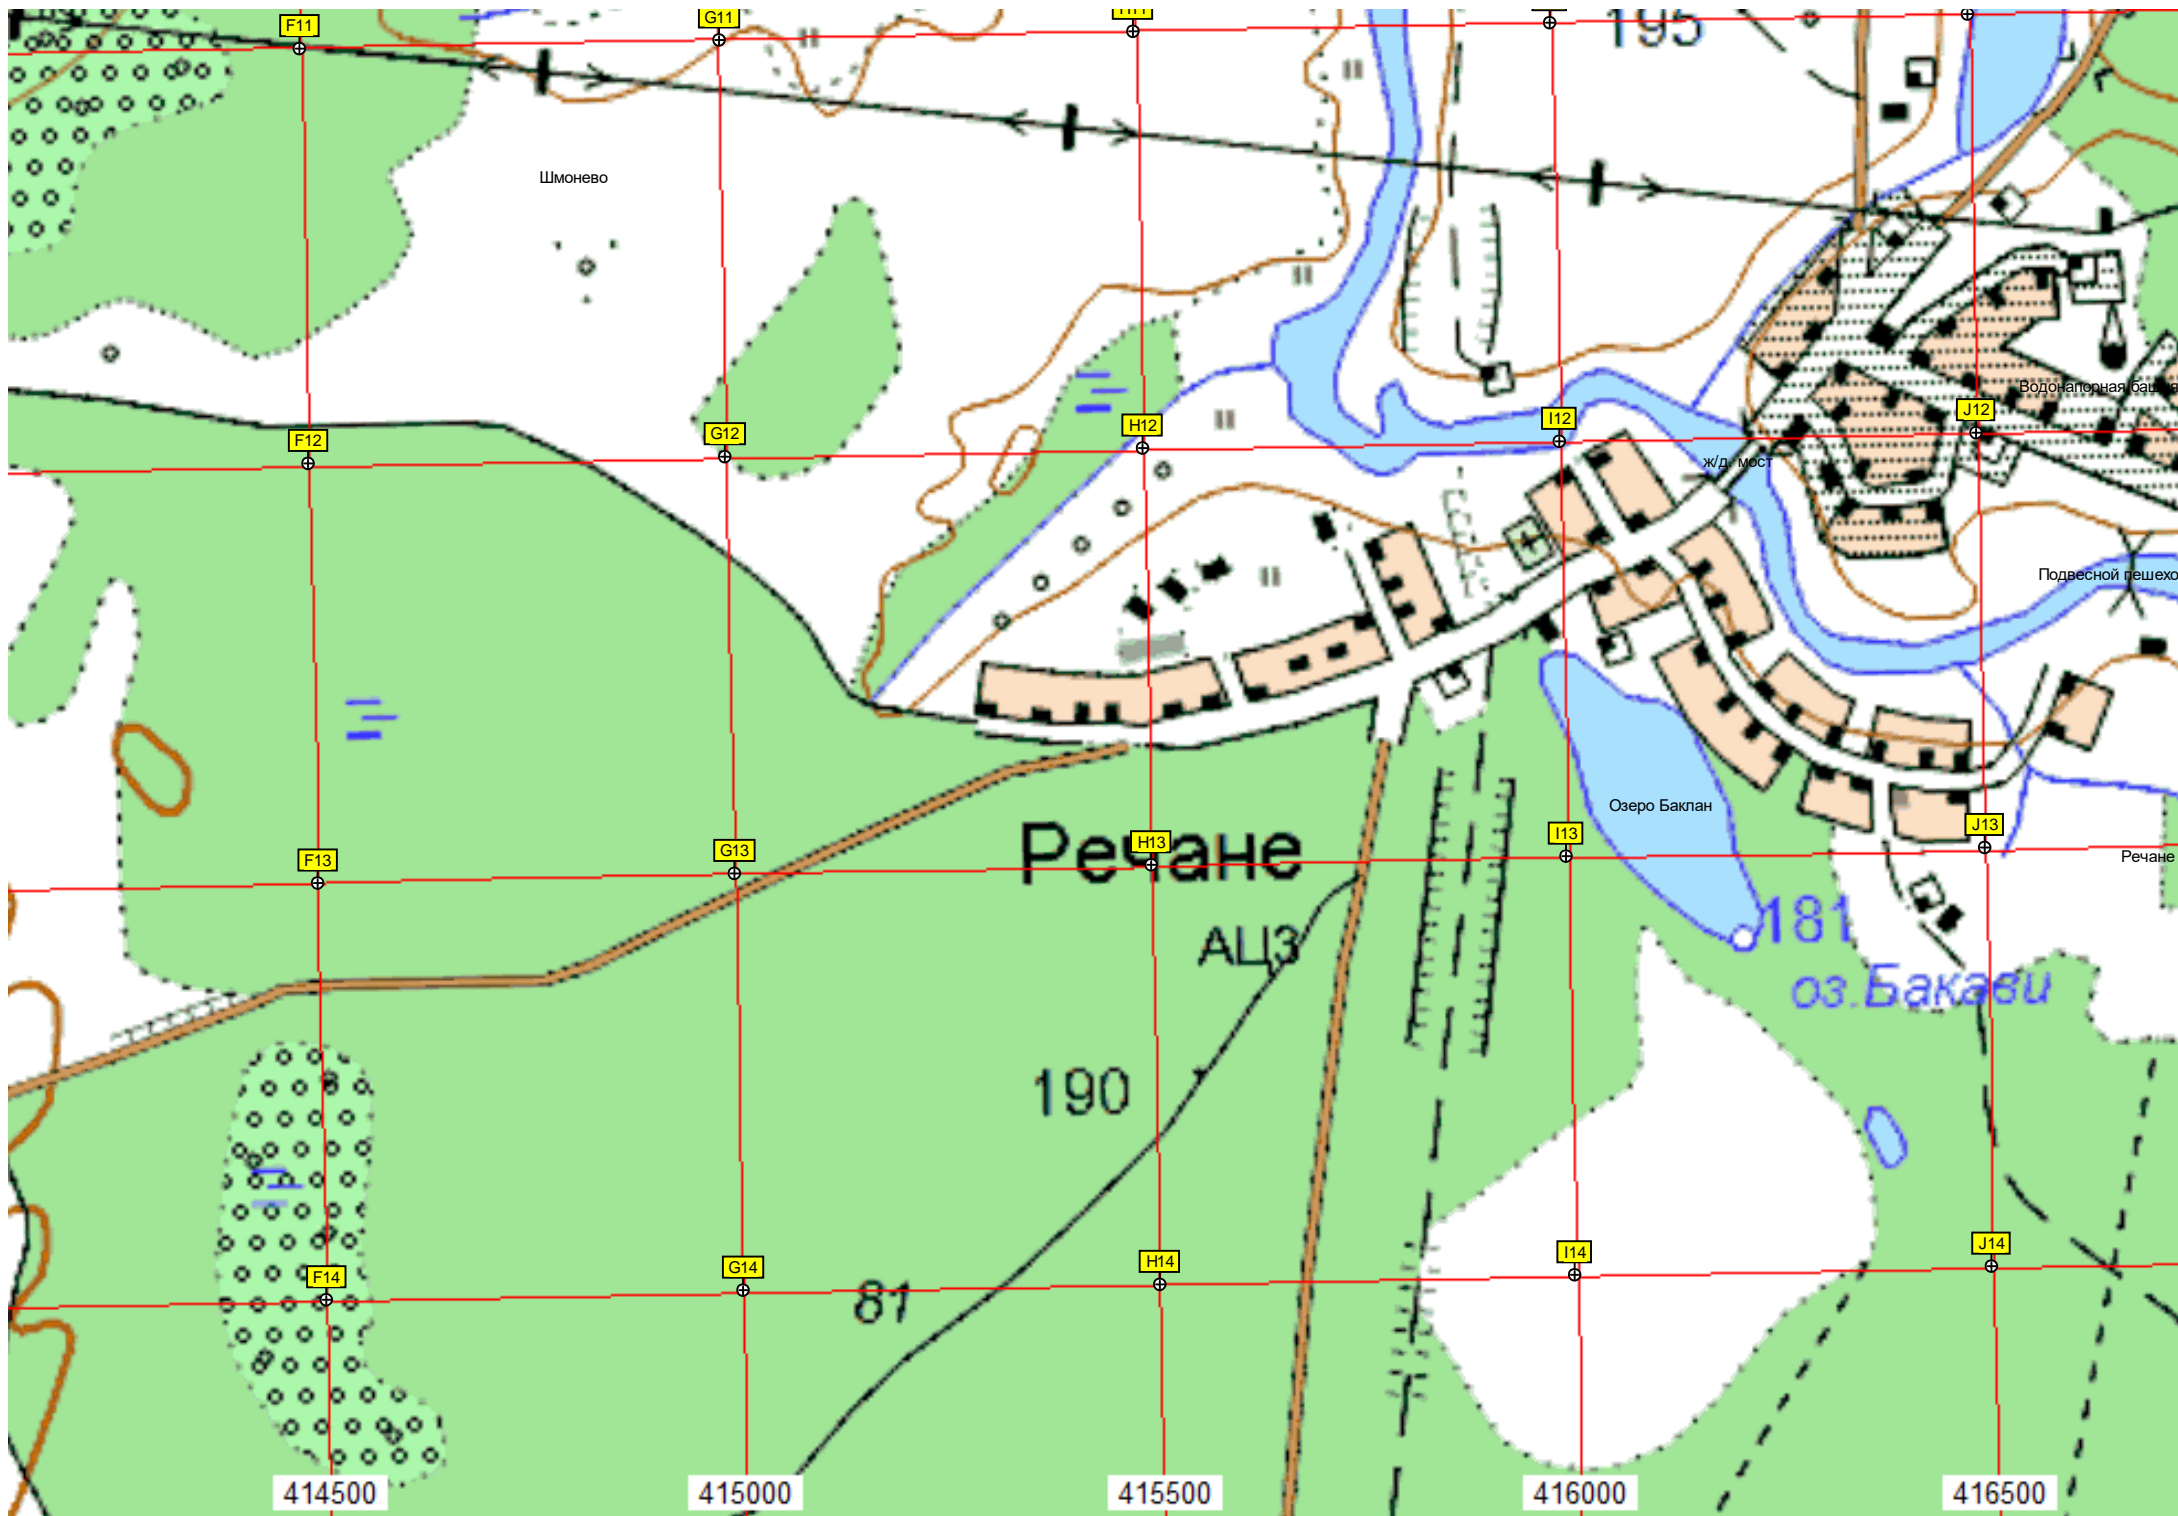 F11
G11
H11
195
Шмонево
Водонапорная башня
F12
G12
H12
I12
J12
ж/д. мост
Подвесной пешехо
Озеро Баклан
F13
G13
H13
I13
J13
Речане
Речане
АЦЗ
181
оз.Бакави
190
F14
G14
H14
I14
J14
81
414500
415000
415500
416000
416500